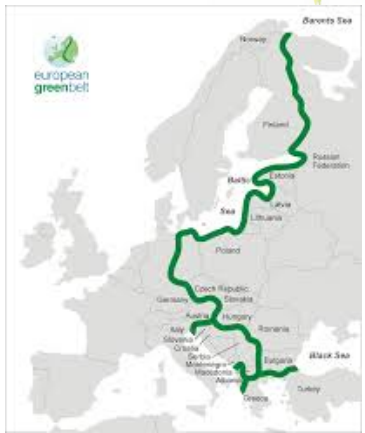 Barents Sea
Norway
european
greenbelt
Finland
Russian
Federation
Estonia
Baltic
Latvia
Sea
Lithuania
Poland
Czech Republic
Germany
Slovakia
Austria
Hungary
Italy
Slovenia
Croatia
Romania
Serbia
Montenegro
Macedonia
Albania
Bulgaria
Black Sea
Greece
Turkey